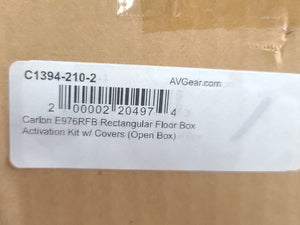 C1394-210-2 AVGear.com
2 00002 20497 4
Carlon E976RFB Rectangular Floor Box
Activation Kit w/ Covers (Open Box)